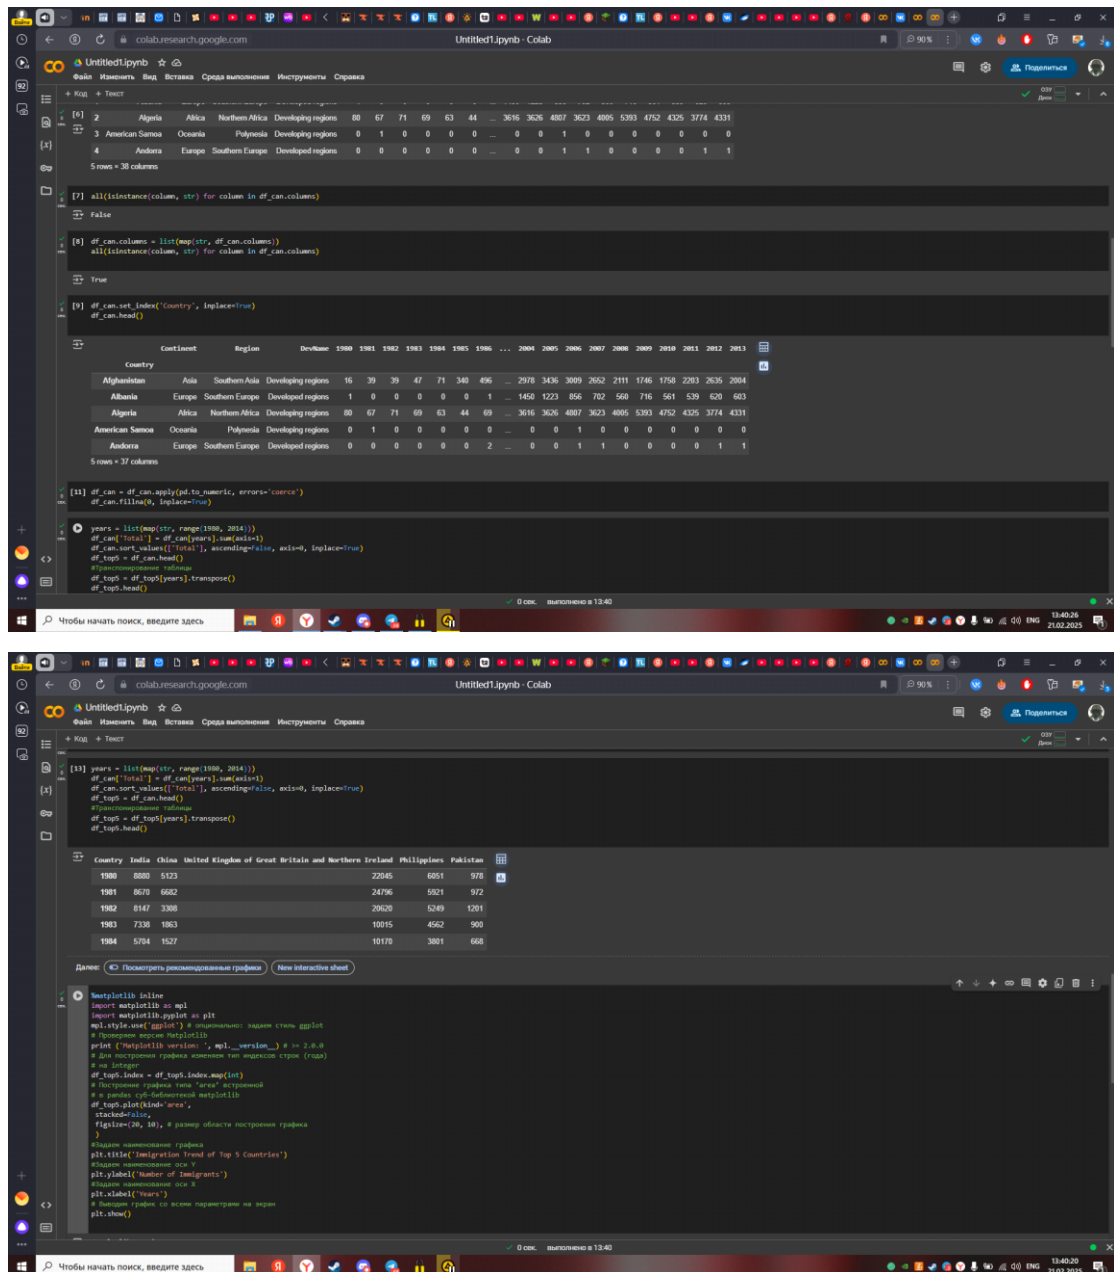 colab.research.google.com
Untitled1.ipynb - Colab
90%
Untitled1.ipynb
Файл Изменить Вид Вставка Среда выполнения Инструменты Справка
Поделиться
+ Код + Текст
ОЗУ
Диск
[6] 2 Algeria Africa Northern Africa Developing regions 80 67 71 69 63 44 ... 3616 3626 4807 3623 4005 5393 4752 4325 3774 4331
3 American Samoa Oceania Polynesia Developing regions 0 1 0 0 0 0 ... 0 0 1 0 0 0 0 0 0 0
4 Andorra Europe Southern Europe Developed regions 0 0 0 0 0 0 ... 0 0 1 1 0 0 0 0 1 1
5 rows × 38 columns
[7] all(isinstance(column, str) for column in df_can.columns)
False
[8] df_can.columns = list(map(str, df_can.columns))
all(isinstance(column, str) for column in df_can.columns)
True
[9] df_can.set_index('Country', inplace=True)
df_can.head()
Continent Region DevName 1980 1981 1982 1983 1984 1985 1986 ... 2004 2005 2006 2007 2008 2009 2010 2011 2012 2013
Country
Afghanistan Asia Southern Asia Developing regions 16 39 39 47 71 340 496 ... 2978 3436 3009 2652 2111 1746 1758 2203 2635 2004
Albania Europe Southern Europe Developed regions 1 0 0 0 0 0 1 ... 1450 1223 856 702 560 716 561 539 620 603
Algeria Africa Northern Africa Developing regions 80 67 71 69 63 44 69 ... 3616 3626 4807 3623 4005 5393 4752 4325 3774 4331
American Samoa Oceania Polynesia Developing regions 0 1 0 0 0 0 0 ... 0 0 1 0 0 0 0 0 0 0
Andorra Europe Southern Europe Developed regions 0 0 0 0 0 0 2 ... 0 0 1 1 0 0 0 0 1 1
5 rows × 37 columns
[11] df_can = df_can.apply(pd.to_numeric, errors='coerce')
df_can.fillna(0, inplace=True)
years = list(map(str, range(1980, 2014)))
df_can['Total'] = df_can[years].sum(axis=1)
df_can.sort_values(['Total'], ascending=False, axis=0, inplace=True)
df_top5 = df_can.head()
#Транспонирование таблицы
df_top5 = df_top5[years].transpose()
df_top5.head()
0 сек. выполнено в 13:40
Чтобы начать поиск, введите здесь
ENG
13:40:26
21.02.2025
colab.research.google.com
Untitled1.ipynb - Colab
90%
Untitled1.ipynb
Файл Изменить Вид Вставка Среда выполнения Инструменты Справка
Поделиться
+ Код + Текст
ОЗУ
Диск
[13] years = list(map(str, range(1980, 2014)))
df_can['Total'] = df_can[years].sum(axis=1)
df_can.sort_values(['Total'], ascending=False, axis=0, inplace=True)
df_top5 = df_can.head()
#Транспонирование таблицы
df_top5 = df_top5[years].transpose()
df_top5.head()
Country India China United Kingdom of Great Britain and Northern Ireland Philippines Pakistan
1980 8880 5123 22045 6051 978
1981 8670 6682 24796 5921 972
1982 8147 3308 20620 5249 1201
1983 7338 1863 10015 4562 900
1984 5704 1527 10170 3801 668
Далее: Посмотреть рекомендованные графики New interactive sheet
%matplotlib inline
import matplotlib as mpl
import matplotlib.pyplot as plt
mpl.style.use('ggplot') # опционально: задаем стиль ggplot
# Проверяем версию Matplotlib
print ('Matplotlib version: ', mpl.__version__) # >= 2.0.0
# Для построения графика изменяем тип индексов строк (года)
# на integer
df_top5.index = df_top5.index.map(int)
# Построение графика типа "area" встроенной
# в pandas суб-библиотекой matplotlib
df_top5.plot(kind='area',
stacked=False,
figsize=(20, 10), # размер области построения графика
)
#Задаем наименование графика
plt.title('Immigration Trend of Top 5 Countries')
#Задаем наименование оси Y
plt.ylabel('Number of Immigrants')
#Задаем наименование оси X
plt.xlabel('Years')
# Выводим график со всеми параметрами на экран
plt.show()
0 сек. выполнено в 13:40
Чтобы начать поиск, введите здесь
ENG
13:40:20